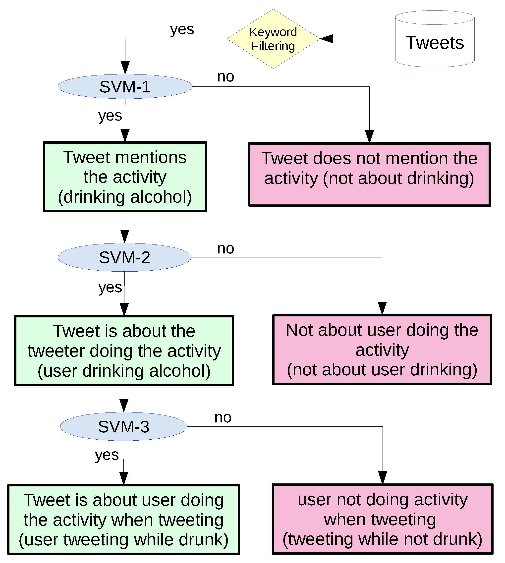 yes
Keyword
Filtering
Tweets
SVM-1
no
yes
Tweet mentions
the activity
(drinking alcohol)
Tweet does not mention the
activity (not about drinking)
SVM-2
no
yes
Tweet is about the
tweeter doing the activity
(user drinking alcohol)
Not about user doing the
activity
(not about user drinking)
SVM-3
no
yes
Tweet is about user doing
the activity when tweeting
(user tweeting while drunk)
user not doing activity
when tweeting
(tweeting while not drunk)